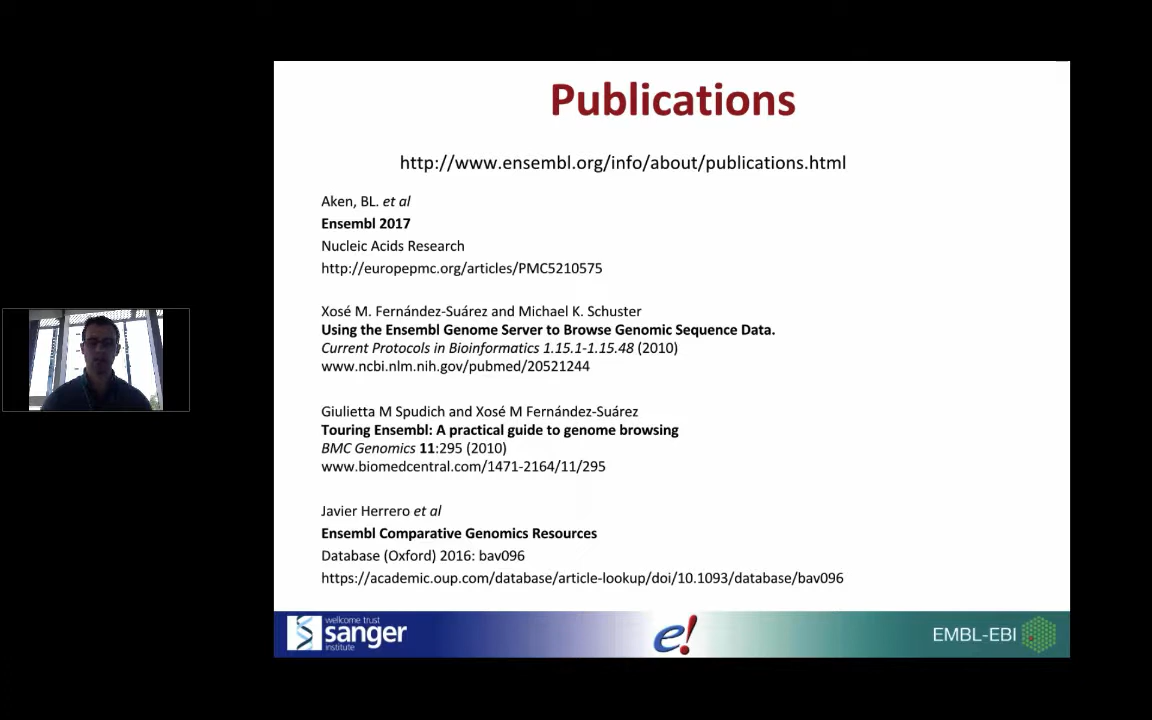 Publications
http://www.ensembl.org/info/about/publications.html
Aken, BL. et al
Ensembl 2017
Nucleic Acids Research
http://europepmc.org/articles/PMC5210575
Xosé M. Fernández-Suárez and Michael K. Schuster
Using the Ensembl Genome Server to Browse Genomic Sequence Data.
Current Protocols in Bioinformatics 1.15.1-1.15.48 (2010)
www.ncbi.nlm.nih.gov/pubmed/20521244
Giulietta M Spudich and Xosé M Fernández-Suárez
Touring Ensembl: A practical guide to genome browsing
BMC Genomics 11:295 (2010)
www.biomedcentral.com/1471-2164/11/295
Javier Herrero et al
Ensembl Comparative Genomics Resources
Database (Oxford) 2016: bav096
https://academic.oup.com/database/article-lookup/doi/10.1093/database/bav096
wellcome trust
sanger
institute
e!
EMBL-EBI